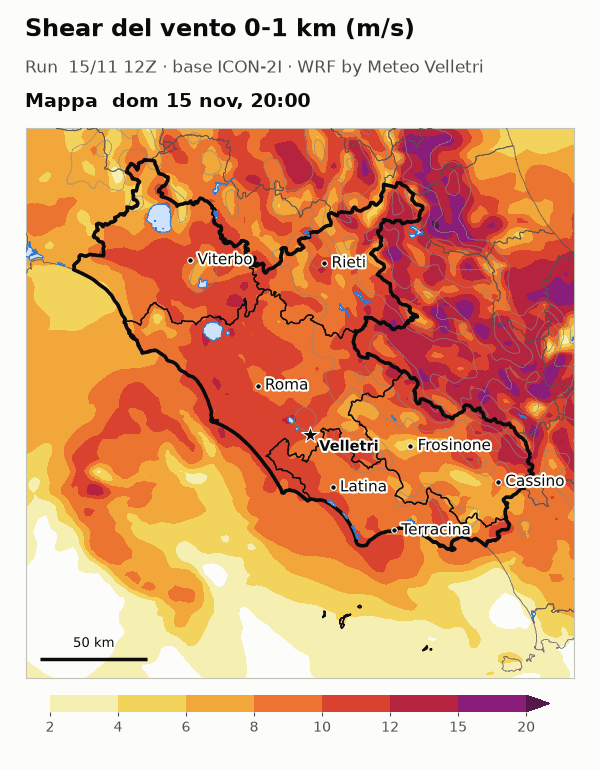 Shear del vento 0-1 km (m/s)
Run 15/11 12Z · base ICON-2I · WRF by Meteo Velletri
Mappa dom 15 nov, 20:00
Viterbo
Rieti
Roma
Velletri
Frosinone
Cassino
Latina
Terracina
50 km
2 4 6 8 10 12 15 20